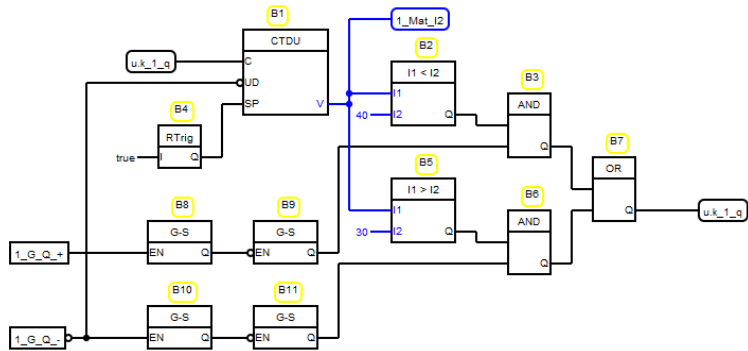 B1
1_Mat_I2
CTDU
B2
u.k_1_q
C
I1 < I2
UD
B3
B4
I1
SP
V
AND
40
I2
B7
RTrig
Q
B5
OR
true
I
Q
Q
I1 > I2
B6
B8
B9
I1
Q
u.k_1_q
G-S
G-S
AND
30
I2
1_G_Q_+
EN
Q
EN
Q
Q
Q
B10
B11
G-S
G-S
1_G_Q_-
EN
Q
EN
Q